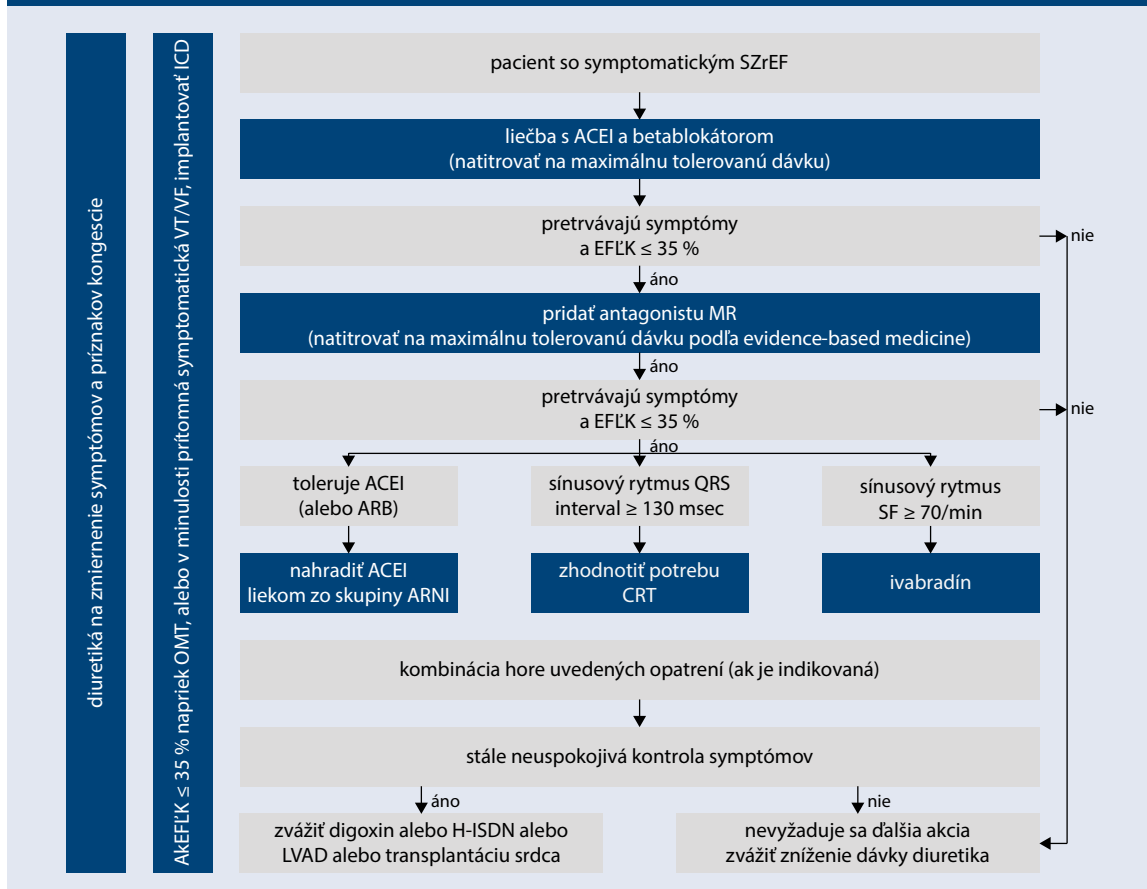 diuretiká na zmiernenie symptómov a príznakov kongescie
AkEFĽK ≤ 35 % napriek OMT, alebo v minulosti prítomná symptomatická VT/VF, implantovať ICD
pacient so symptomatickým SZrEF
liečba s ACEI a betablokátorom
(natitrovať na maximálnu tolerovanú dávku)
pretrvávajú symptómy
a EFĽK ≤ 35 %
nie
áno
pridať antagonistu MR
(natitrovať na maximálnu tolerovanú dávku podľa evidence-based medicine)
áno
pretrvávajú symptómy
a EFĽK ≤ 35 %
nie
áno
toleruje ACEI
(alebo ARB)
sínusový rytmus QRS
interval ≥ 130 msec
sínusový rytmus
SF ≥ 70/min
nahradiť ACEI
liekom zo skupiny ARNI
zhodnotiť potrebu
CRT
ivabradín
kombinácia hore uvedených opatrení (ak je indikovaná)
stále neuspokojivá kontrola symptómov
áno
nie
zvážiť digoxin alebo H-ISDN alebo
LVAD alebo transplantáciu srdca
nevyžaduje sa ďalšia akcia
zvážiť zníženie dávky diuretika